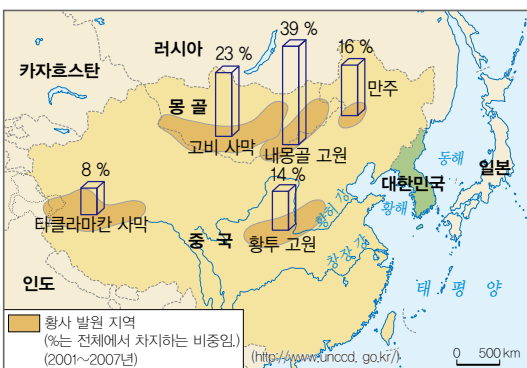 러시아
39 %
23 %
16 %
카자흐스탄
만주
몽 골
고비 사막
내몽골 고원
8 %
14 %
동해
일본
대한민국
황허 강
황해
타클라마칸 사막
중 국
황투 고원
창장 강
인도
태 평 양
황사 발원 지역
(%는 전체에서 차지하는 비중임.)
(2001～2007년)
(http://www.unccd. go.kr/)
0 500 km